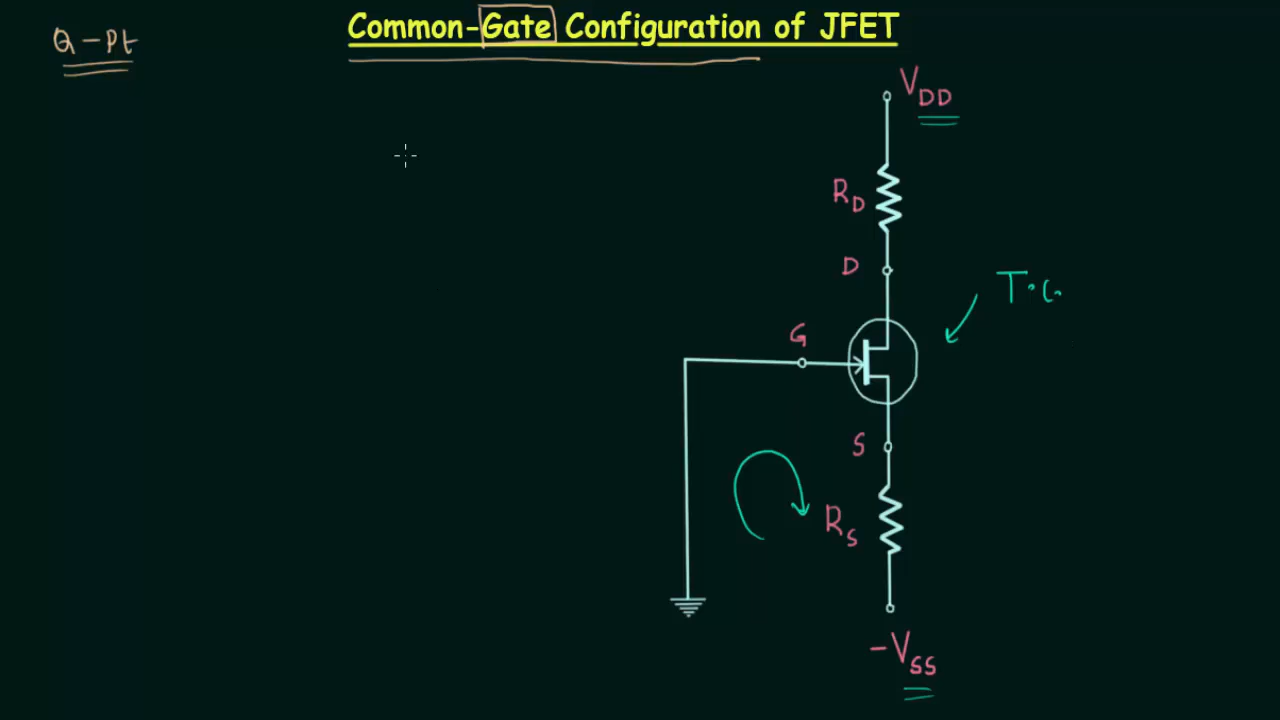 Common-Gate Configuration of JFET
Q-Pt
VDD
RD
D
T.C.
G
S
RS
-VSS